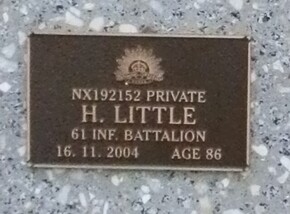 NX192152 PRIVATE
H. LITTLE
61 INF. BATTALION
16. 11. 2004 AGE 86